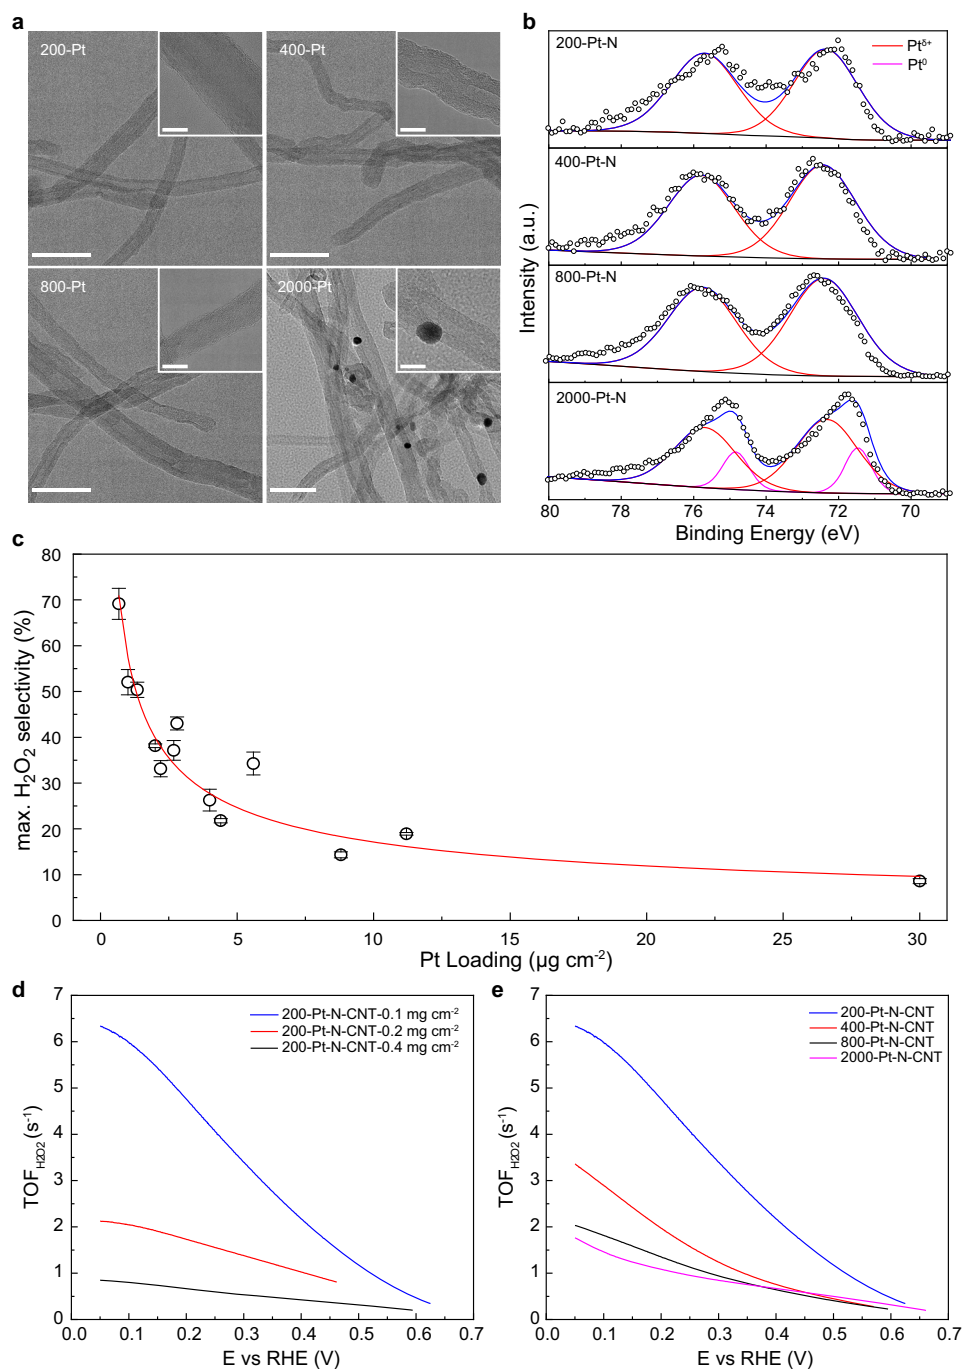 a
200-Pt
400-Pt
800-Pt
2000-Pt
b
200-Pt-N
Ptᵟ⁺
Pt⁰
400-Pt-N
800-Pt-N
2000-Pt-N
Intensity (a.u.)
80 78 76 74 72 70
Binding Energy (eV)
c
max. H₂O₂ selectivity (%)
80
70
60
50
40
30
20
10
0
0 5 10 15 20 25 30
Pt Loading (µg cm⁻²)
d
TOF_H2O2 (s⁻¹)
7
6
5
4
3
2
1
0
200-Pt-N-CNT-0.1 mg cm⁻²
200-Pt-N-CNT-0.2 mg cm⁻²
200-Pt-N-CNT-0.4 mg cm⁻²
0.0 0.1 0.2 0.3 0.4 0.5 0.6 0.7
E vs RHE (V)
e
TOF_H2O2 (s⁻¹)
7
6
5
4
3
2
1
0
200-Pt-N-CNT
400-Pt-N-CNT
800-Pt-N-CNT
2000-Pt-N-CNT
0.0 0.1 0.2 0.3 0.4 0.5 0.6 0.7
E vs RHE (V)